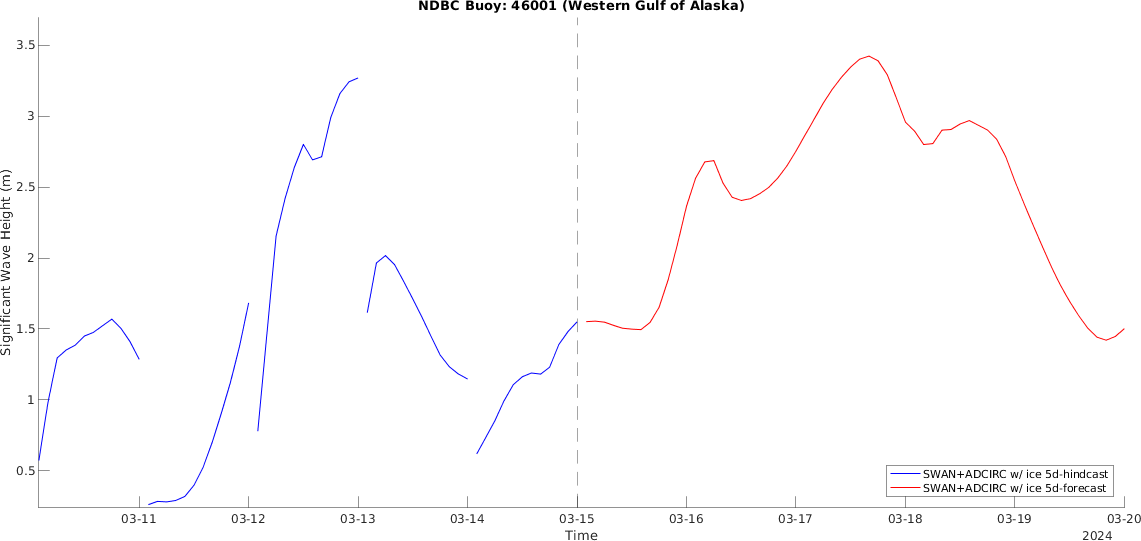 NDBC Buoy: 46001 (Western Gulf of Alaska)
Significant Wave Height (m)
3.5
3
2.5
2
1.5
1
0.5
SWAN+ADCIRC w/ ice 5d-hindcast
SWAN+ADCIRC w/ ice 5d-forecast
03-11 03-12 03-13 03-14 03-15 03-16 03-17 03-18 03-19 03-20
Time
2024